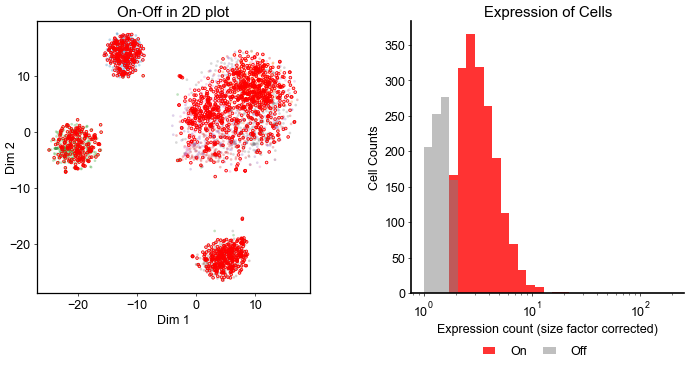 On-Off in 2D plot
10
0
−10
−20
Dim 2
−20 −10 0 10
Dim 1
Expression of Cells
350
300
250
200
150
100
50
0
Cell Counts
10⁰ 10¹ 10²
Expression count (size factor corrected)
On Off